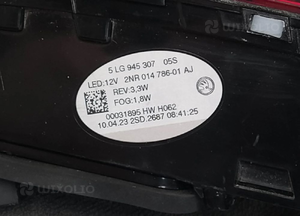 5 LG 945 307 05S
LED:12V 2NR 014 786-01 AJ
REV:3,3W
FOG:1,8W
00031895 HW H062
10.04.23 2SD.2687 08:41:25